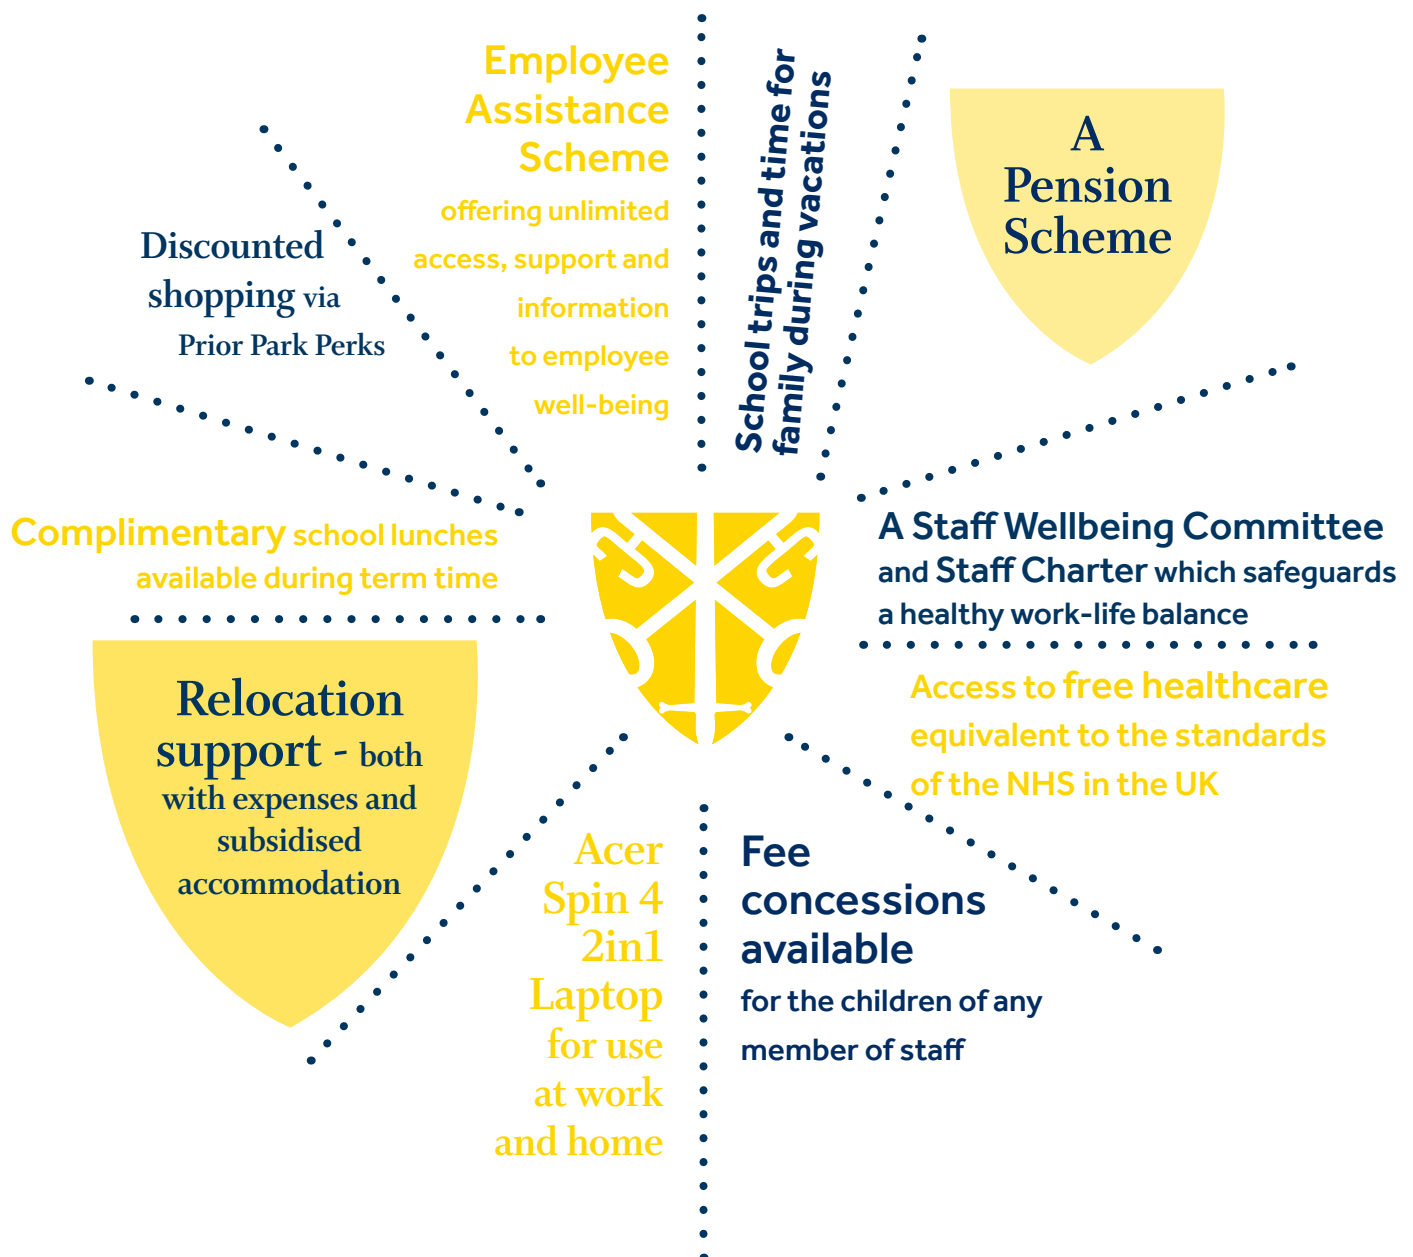 Employee
Assistance
Scheme
offering unlimited
access, support and
information
to employee
well-being
School trips and time for
family during vacations
A
Pension
Scheme
Discounted
shopping via
Prior Park Perks
Complimentary school lunches
available during term time
A Staff Wellbeing Committee
and Staff Charter which safeguards
a healthy work-life balance
Relocation
support - both
with expenses and
subsidised
accommodation
Access to free healthcare
equivalent to the standards
of the NHS in the UK
Acer
Spin 4
2in1
Laptop
for use
at work
and home
Fee
concessions
available
for the children of any
member of staff